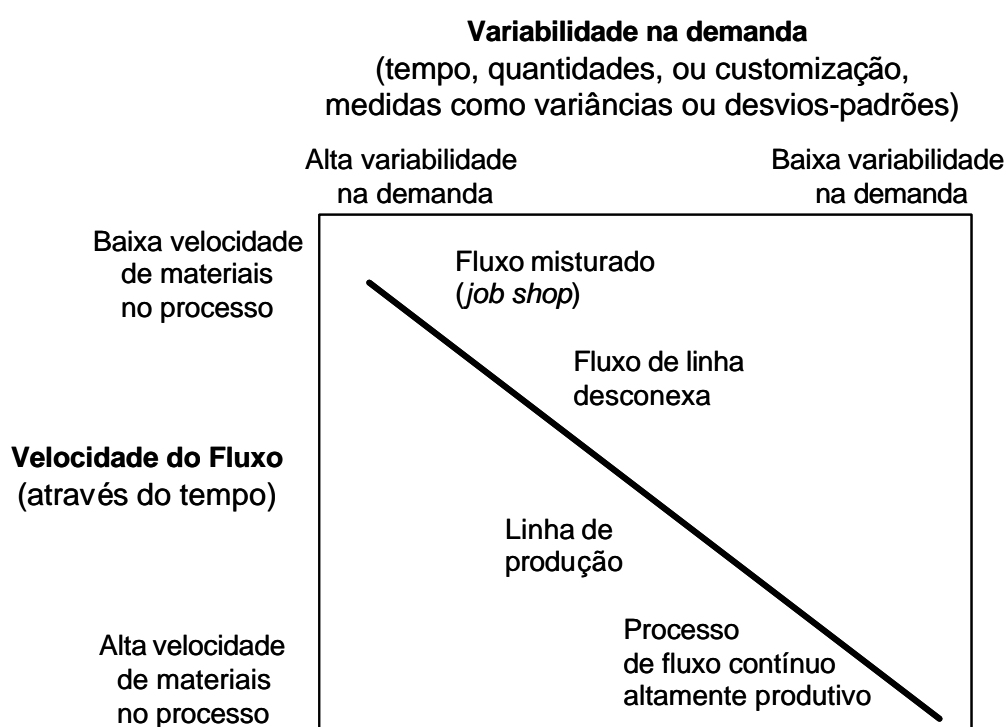 Variabilidade na demanda
(tempo, quantidades, ou customização,
medidas como variâncias ou desvios-padrões)
Alta variabilidade
na demanda
Baixa variabilidade
na demanda
Baixa velocidade
de materiais
no processo
Fluxo misturado
(job shop)
Fluxo de linha
desconexa
Velocidade do Fluxo
(através do tempo)
Linha de
produção
Processo
de fluxo contínuo
altamente produtivo
Alta velocidade
de materiais
no processo